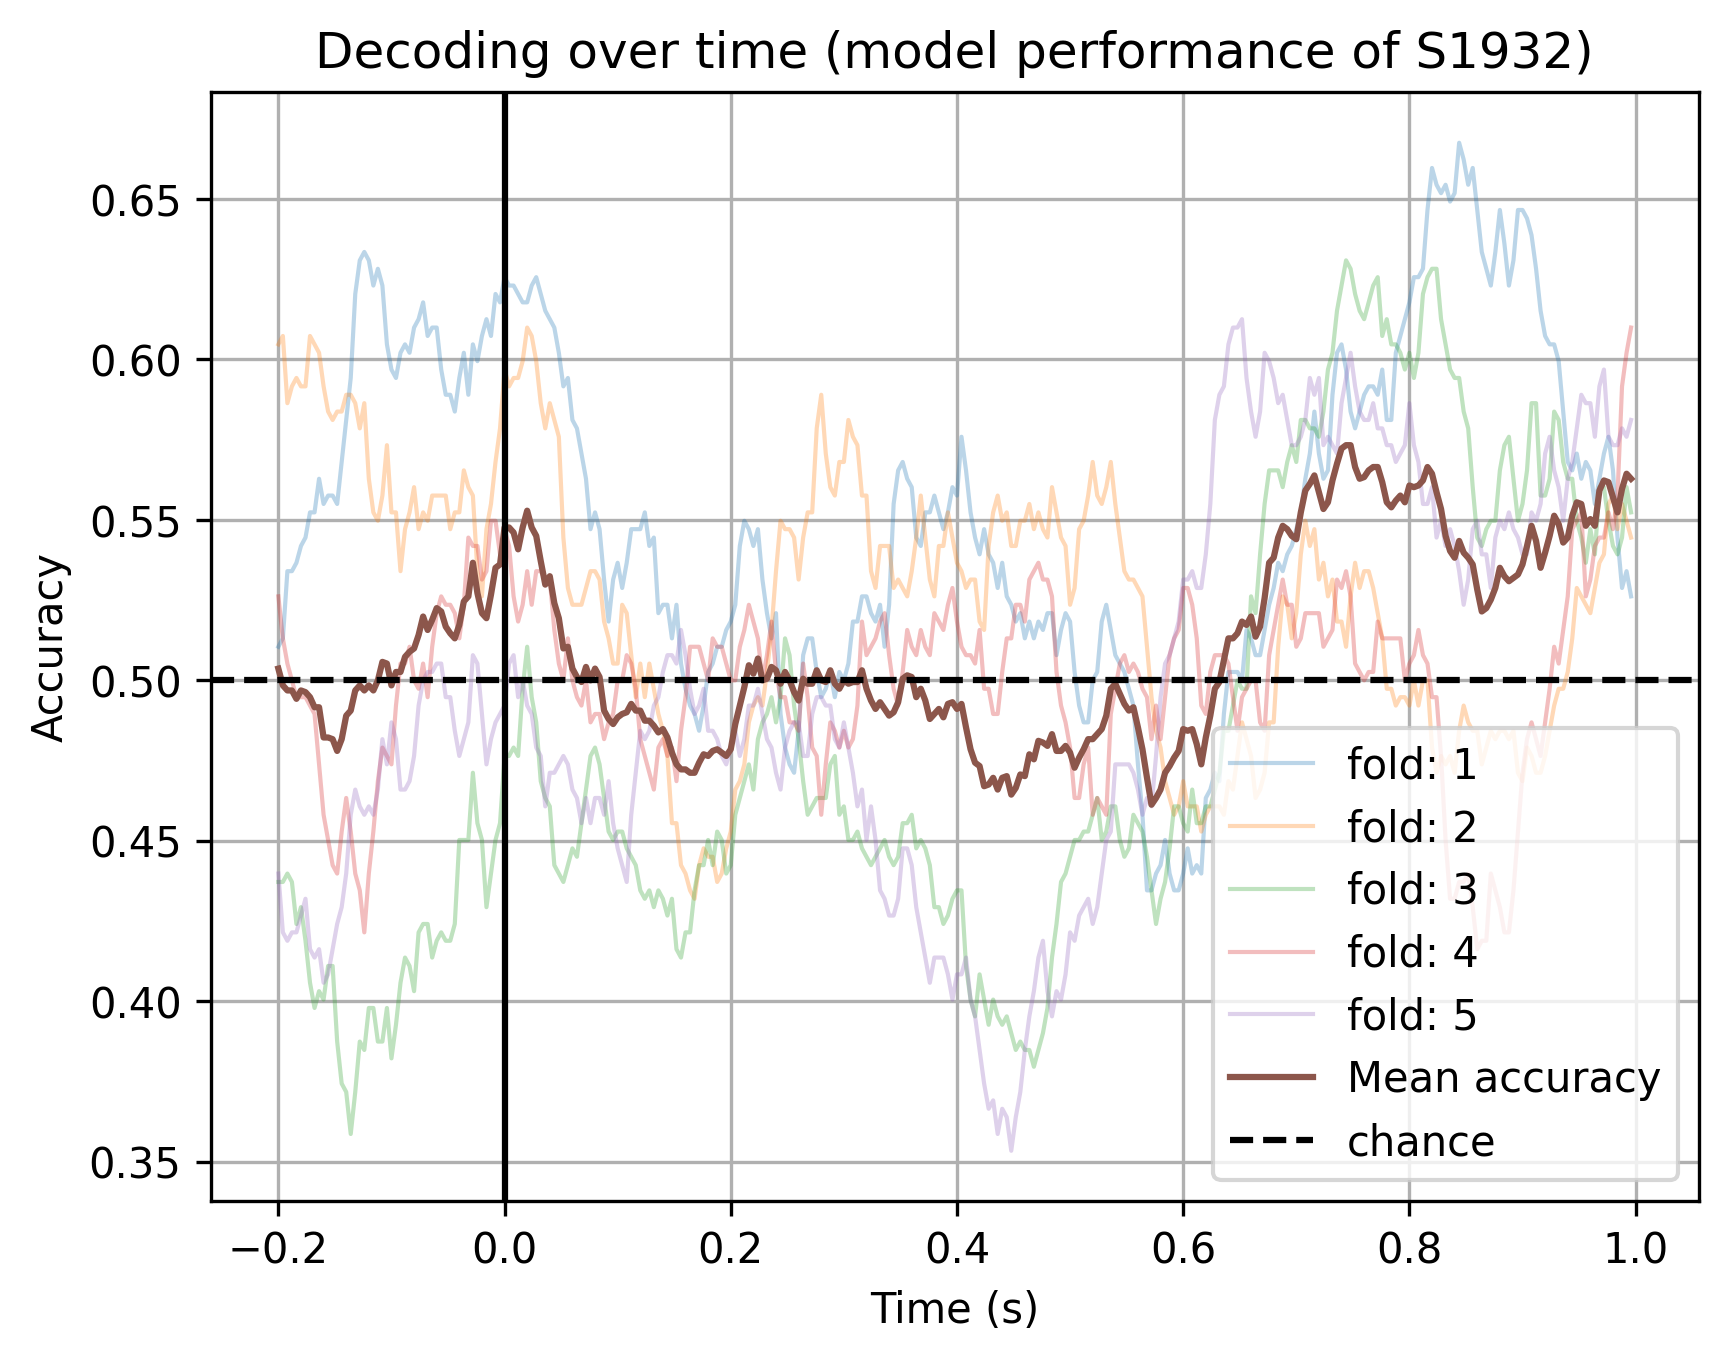 Decoding over time (model performance of S1932)
Accuracy
0.65
0.60
0.55
0.50
0.45
0.40
0.35
fold: 1
fold: 2
fold: 3
fold: 4
fold: 5
Mean accuracy
chance
−0.2 0.0 0.2 0.4 0.6 0.8 1.0
Time (s)